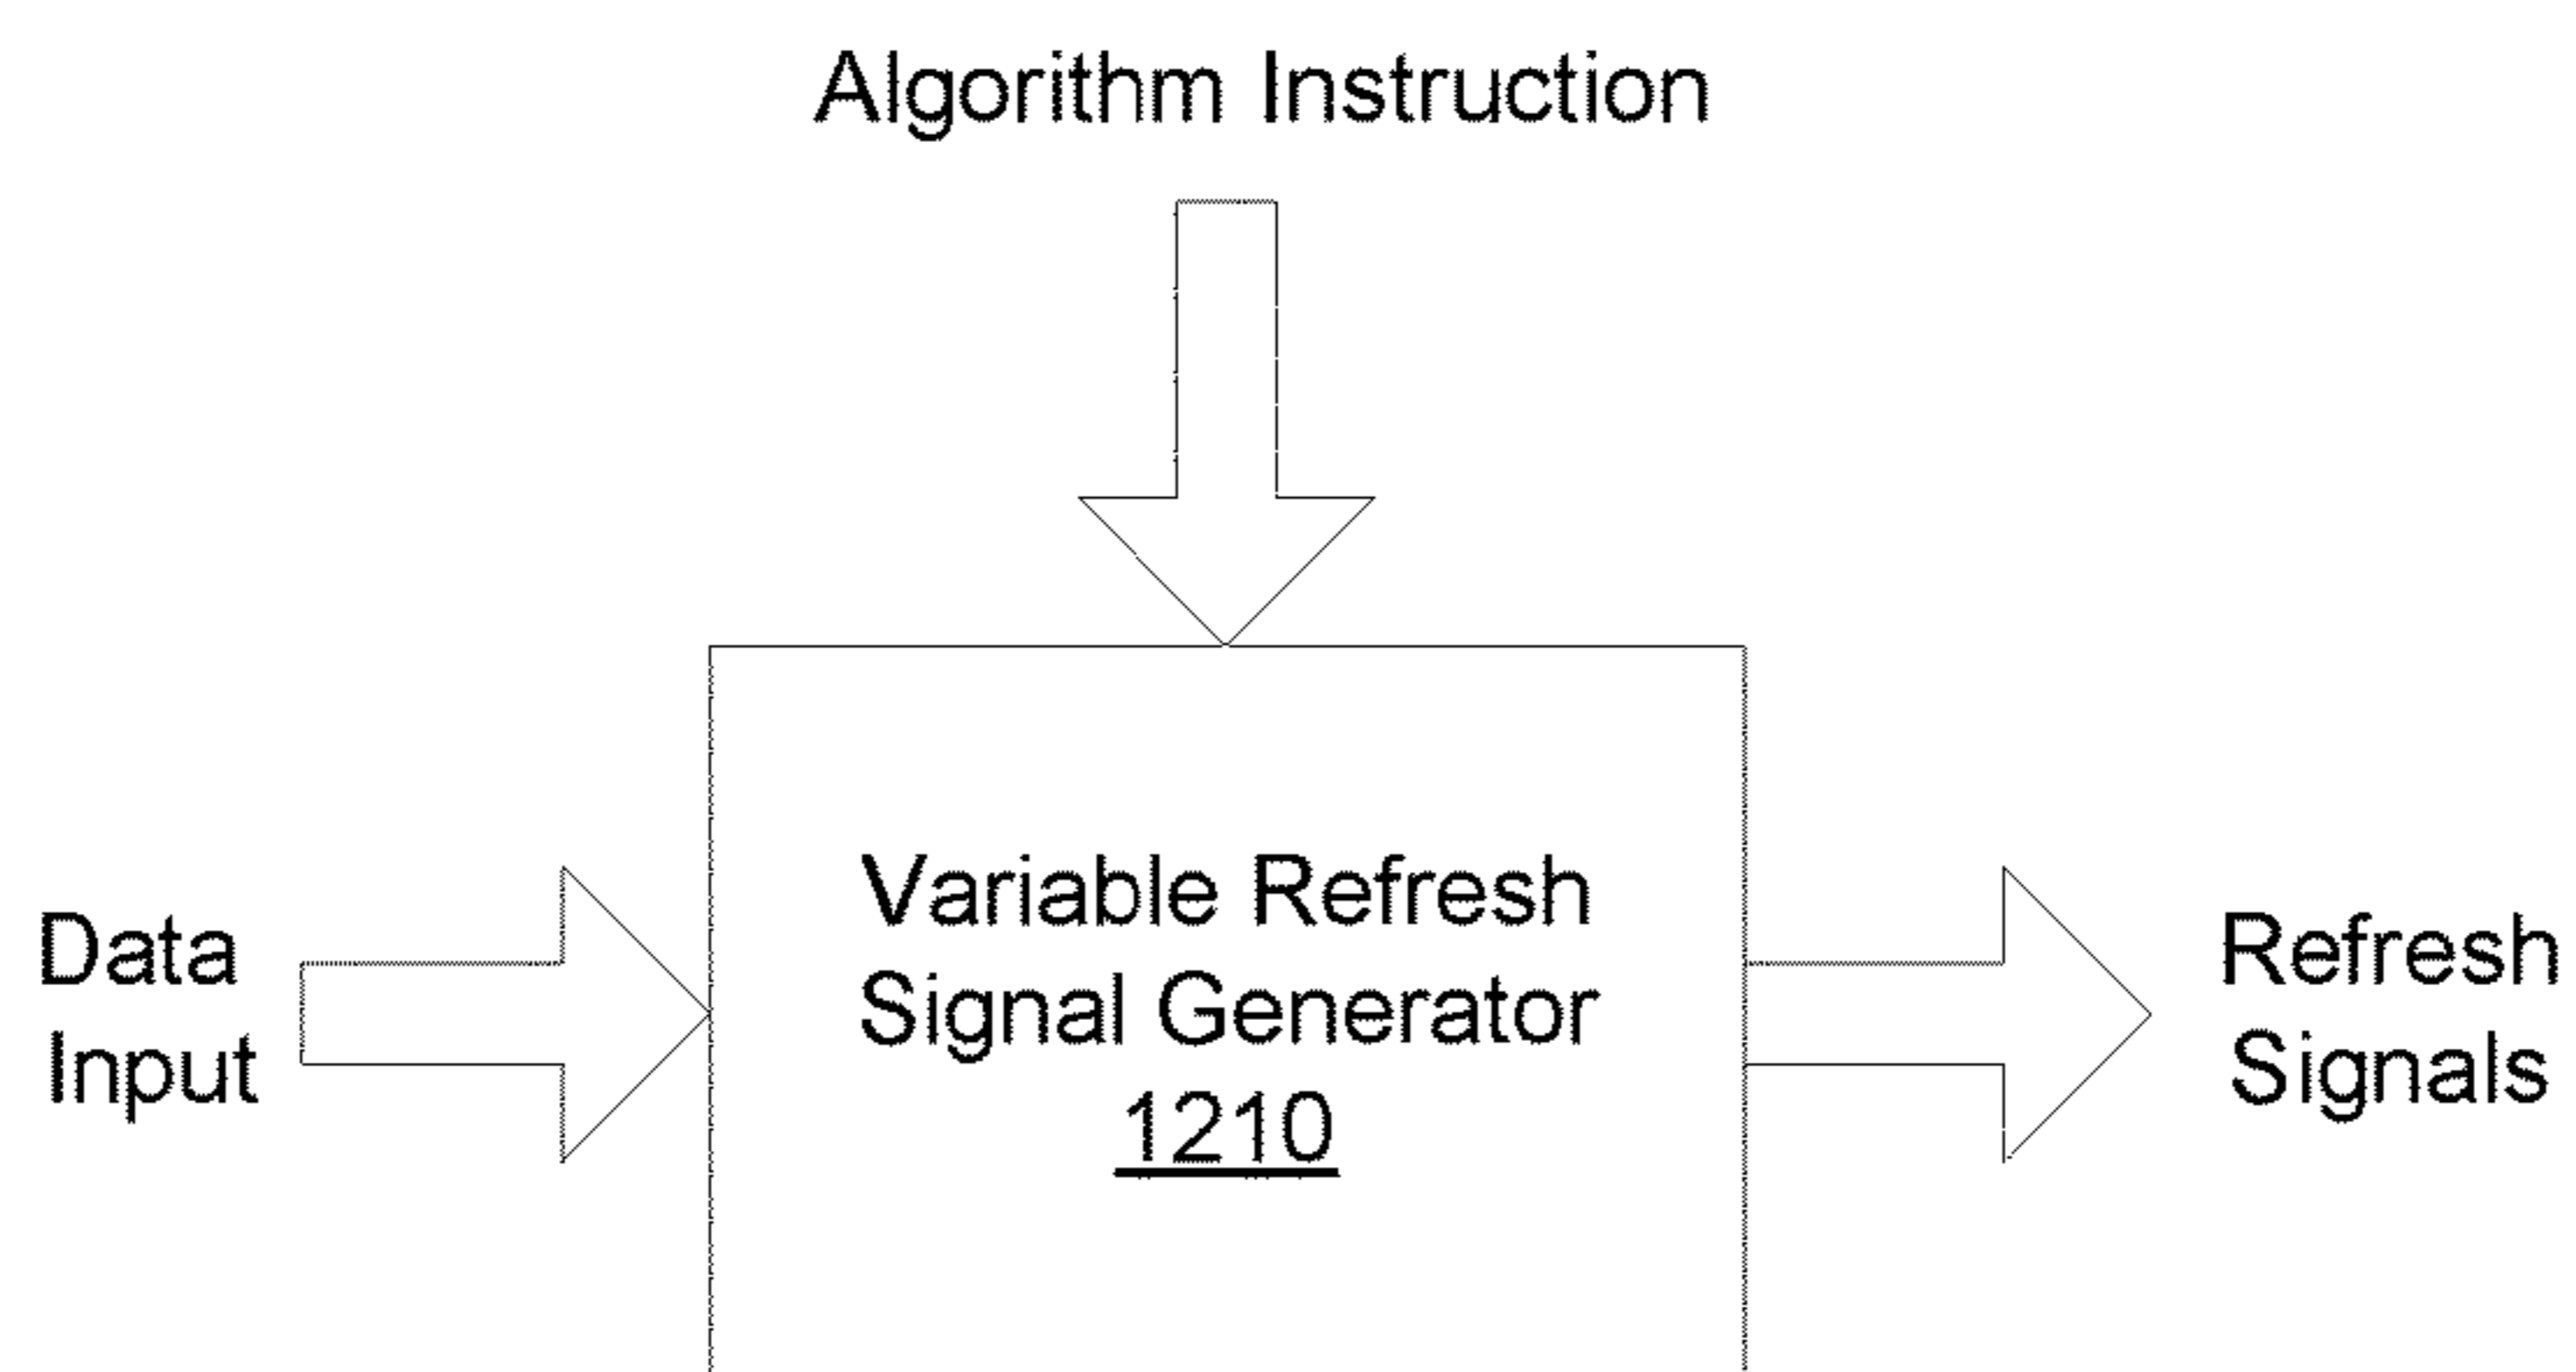 Algorithm Instruction
Data
Input
Variable Refresh
Signal Generator
1210
Refresh
Signals